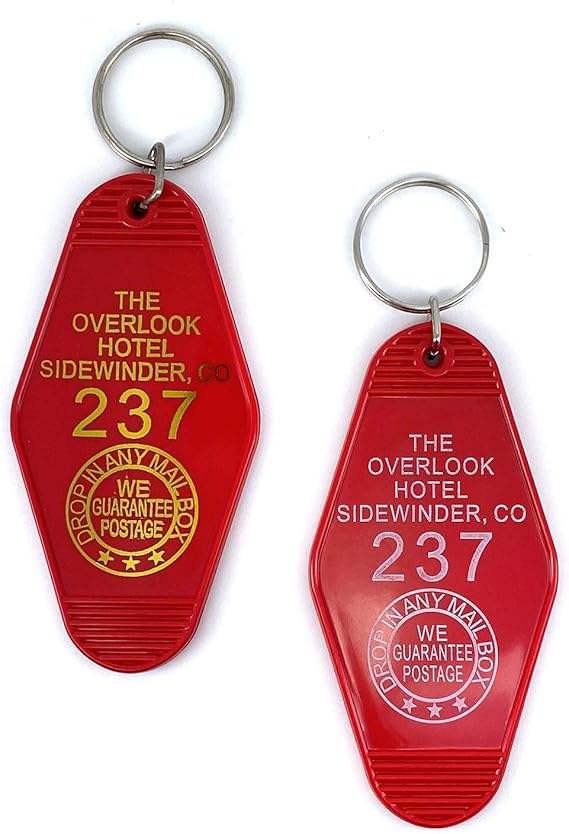 THE
OVERLOOK
HOTEL
SIDEWINDER, CO
237
DROP IN ANY MAIL BOX
WE
GUARANTEE
POSTAGE
THE
OVERLOOK
HOTEL
SIDEWINDER, CO
237
DROP IN ANY MAIL BOX
WE
GUARANTEE
POSTAGE